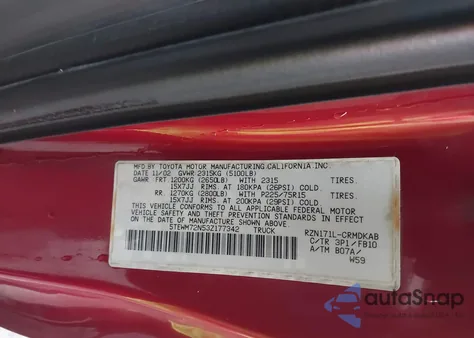 MFD. BY TOYOTA MOTOR MANUFACTURING,CALIFORNIA INC.
DATE 11/02 GVWR 2315KG (5100LB)
GAWR FRT. 1200KG (2650LB) WITH 2315 TIRES.
15X7JJ RIMS. AT 180KPA (26PSI) COLD.
RR. 1270KG (2800LB) WITH P225/75R15 TIRES.
15X7JJ RIMS. AT 200KPA (29PSI) COLD.
THIS VEHICLE CONFORMS TO ALL APPLICABLE FEDERAL MOTOR
VEHICLE SAFETY STANDARDS IN EFFECT ON THE
DATE OF MANUFACTURE SHOWN ABOVE.
5TEWM72N53Z177342 TRUCK
RZN171L-CRMDKAB
C/TR 3P1/FB10
A/TM B07A/
W59
autoSnap